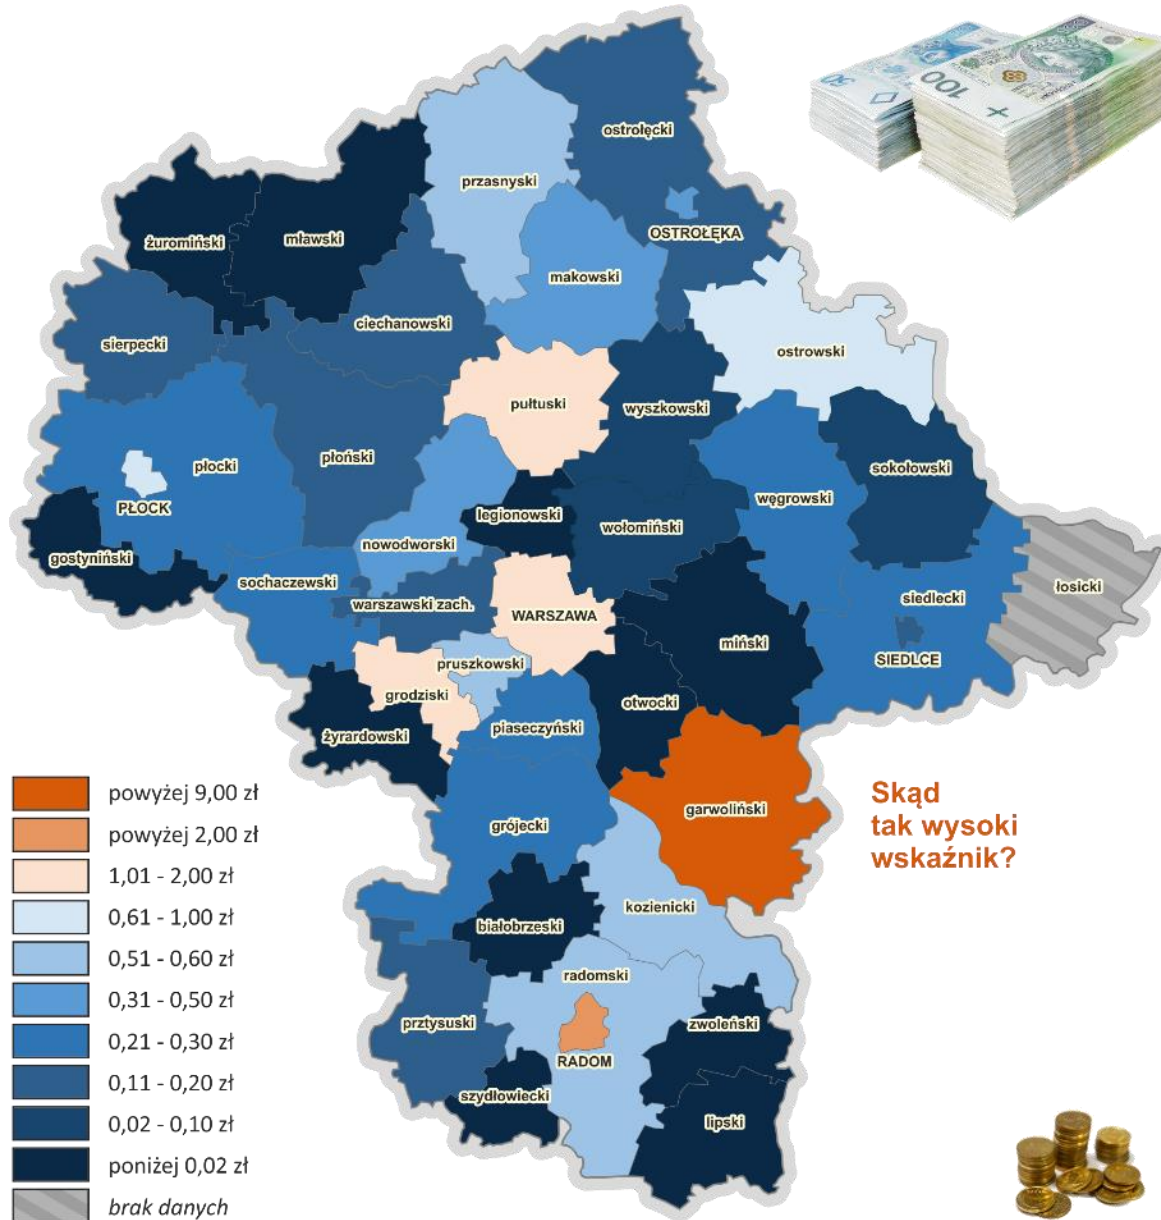 50
100
ostrołęcki
przasnyski
OSTROŁĘKA
żuromiński
mławski
makowski
ciechanowski
sierpecki
ostrowski
pułtuski
wyszkowski
płocki
płoński
sokołowski
węgrowski
PŁOCK
legionowski
wołomiński
nowodworski
gostyniński
sochaczewski
łosicki
siedlecki
warszawski zach.
WARSZAWA
miński
SIEDLCE
pruszkowski
grodziski
otwocki
żyrardowski
piaseczyński
garwoliński
Skąd
tak wysoki
wskaźnik?
grójecki
kozienicki
białobrzeski
radomski
prztysuski
zwoleński
RADOM
szydłowiecki
lipski
powyżej 9,00 zł
powyżej 2,00 zł
1,01 - 2,00 zł
0,61 - 1,00 zł
0,51 - 0,60 zł
0,31 - 0,50 zł
0,21 - 0,30 zł
0,11 - 0,20 zł
0,02 - 0,10 zł
poniżej 0,02 zł
brak danych